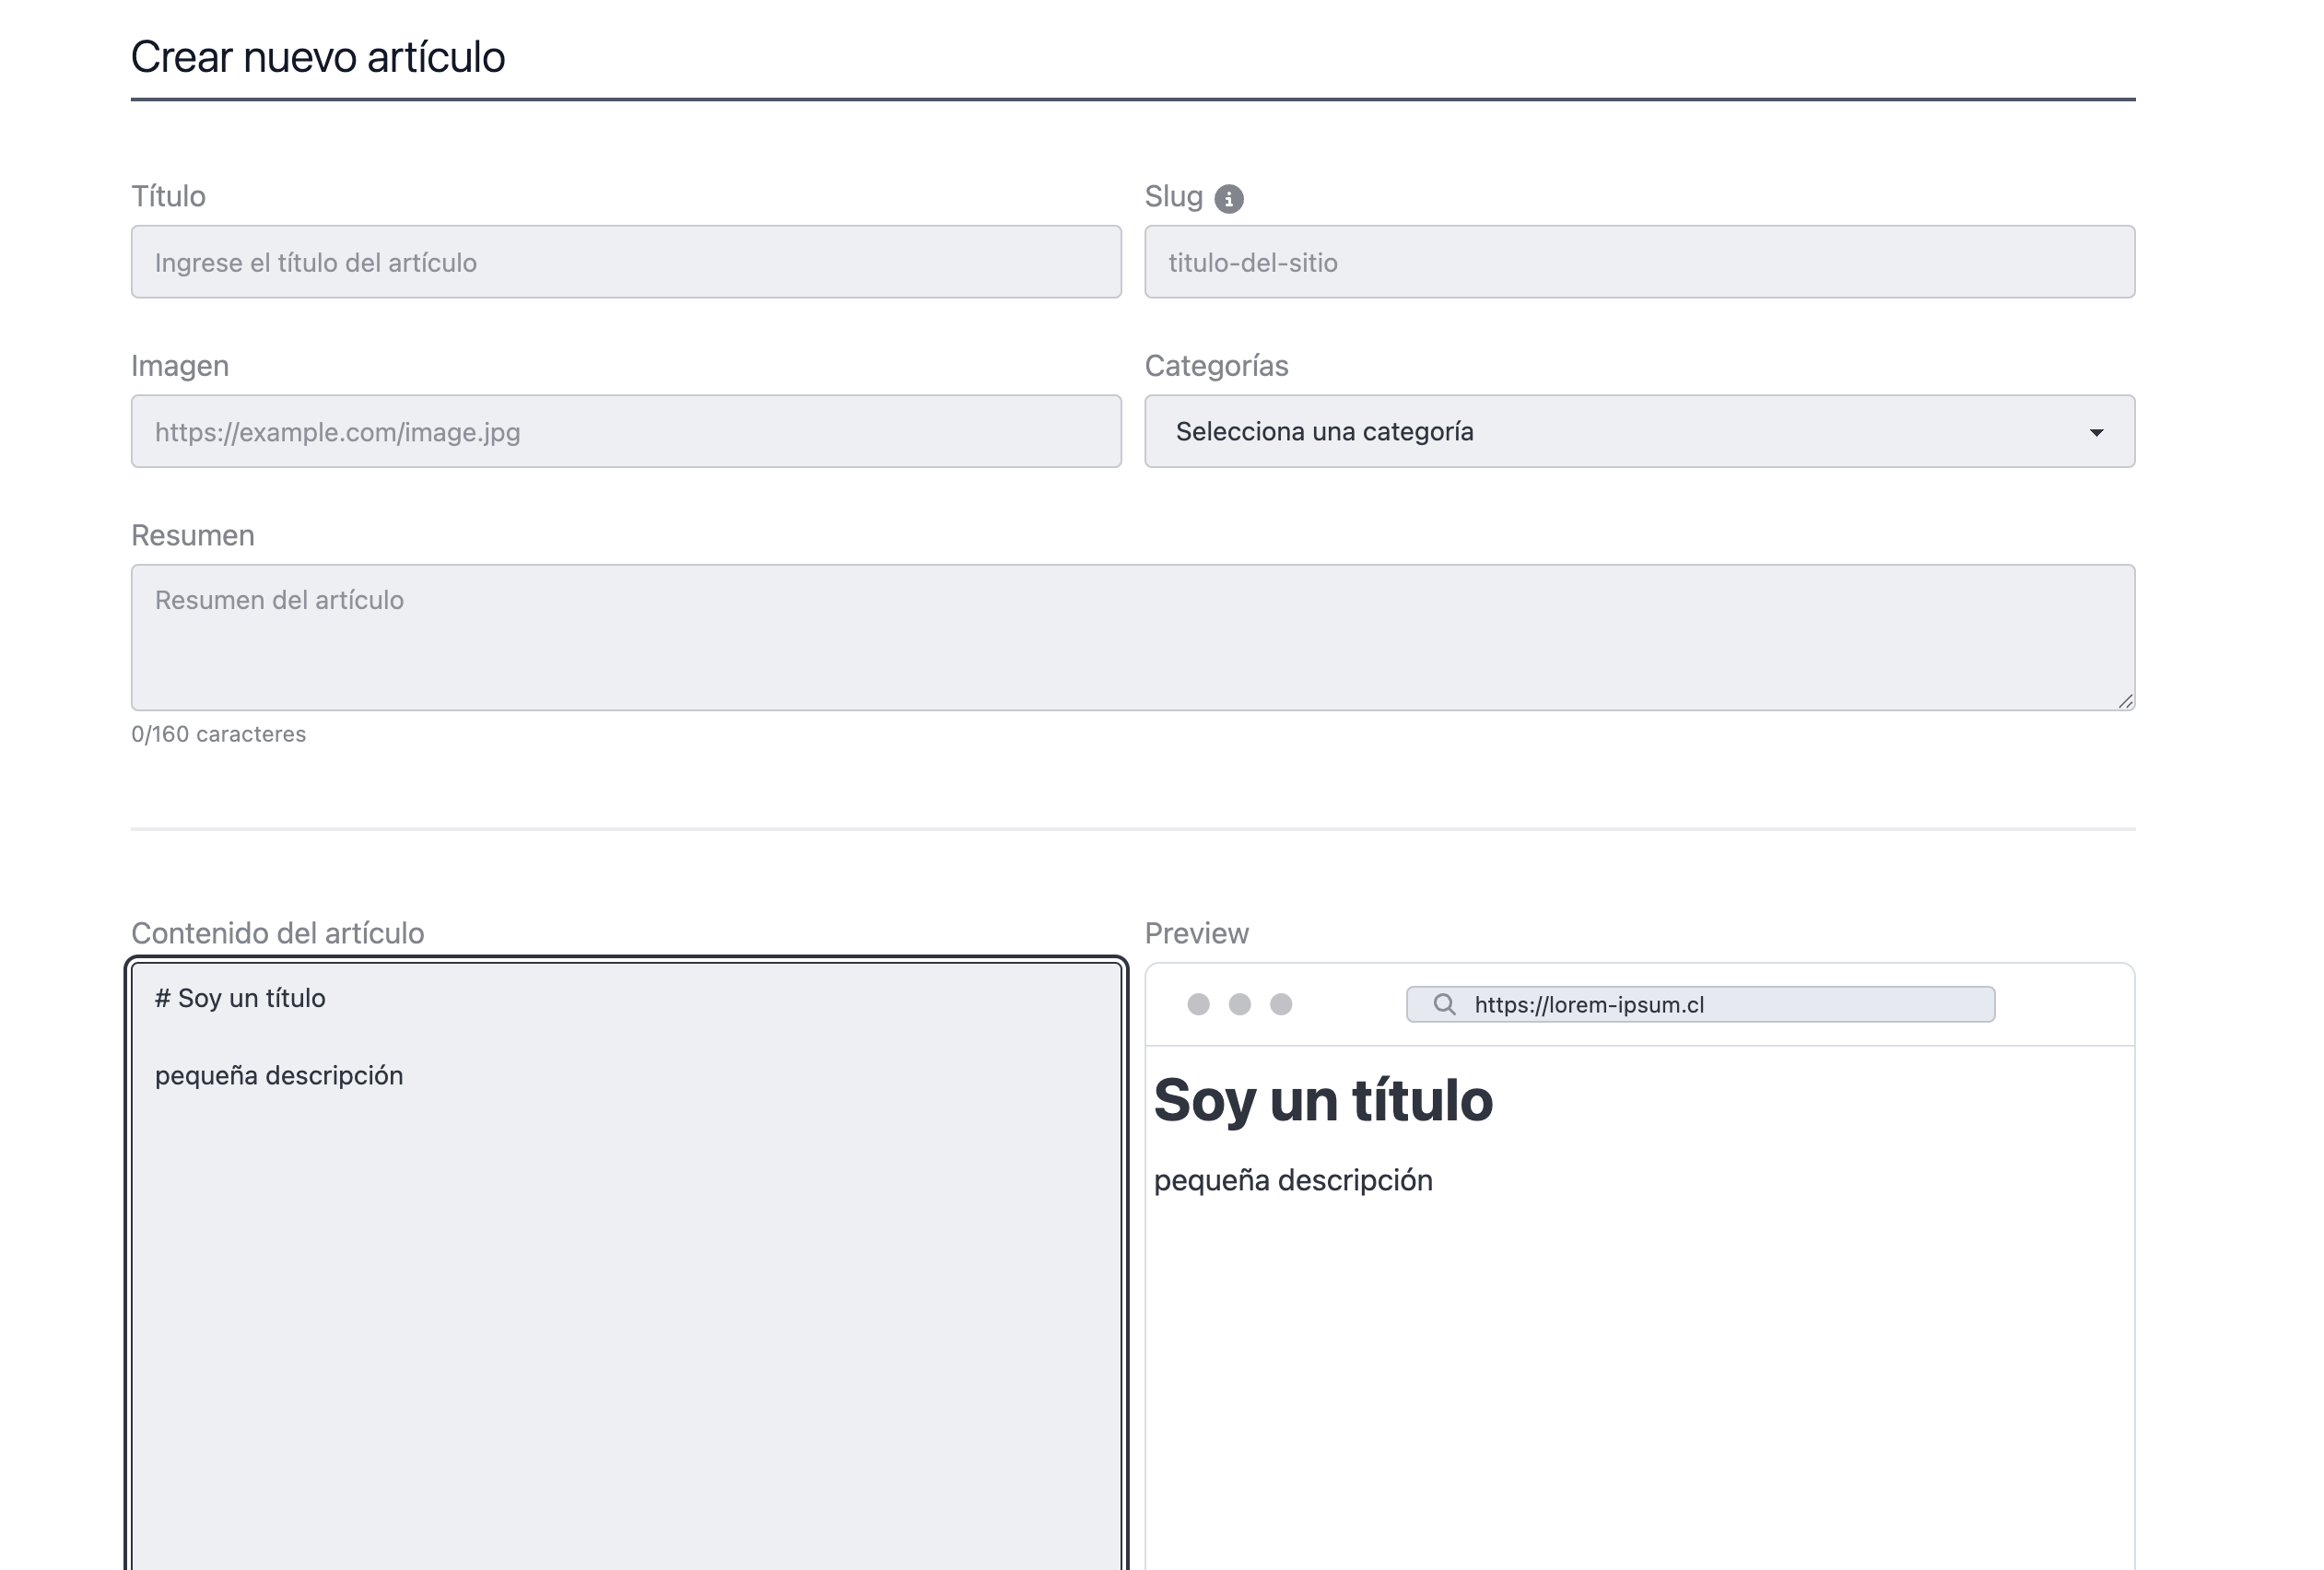 Crear nuevo artículo
Título
Slug
Ingrese el título del artículo
titulo-del-sitio
Imagen
Categorías
https://example.com/image.jpg
Selecciona una categoría
Resumen
Resumen del artículo
0/160 caracteres
Contenido del artículo
Preview
# Soy un título
pequeña descripción
https://lorem-ipsum.cl
Soy un título
pequeña descripción